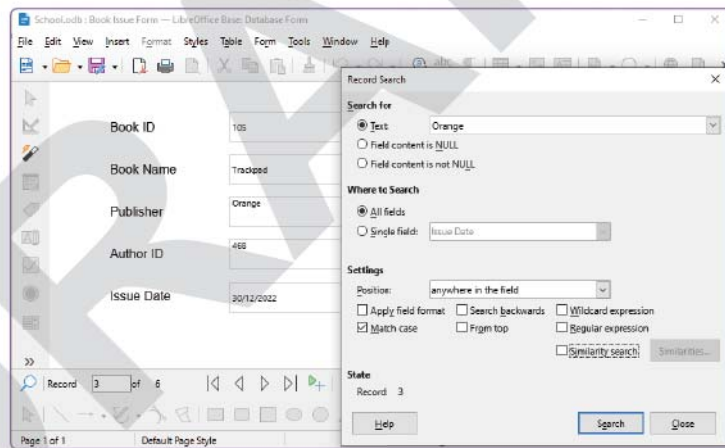 School.odb : Book Issue Form — LibreOffice Base: Database Form
File Edit View Insert Format Styles Table Form Tools Window Help
Book ID 105
Book Name Trackpad
Publisher Orange
Author ID 466
Issue Date 30/12/2022
Record 3 of 6
Page 1 of 1 Default Page Style
Record Search
Search for
Text: Orange
Field content is NULL
Field content is not NULL
Where to Search
All fields
Single field: Issue Date
Settings
Position: anywhere in the field
Apply field format Search backwards Wildcard expression
Match case From top Regular expression
Similarity search Similarities...
State
Record 3
Help Search Close